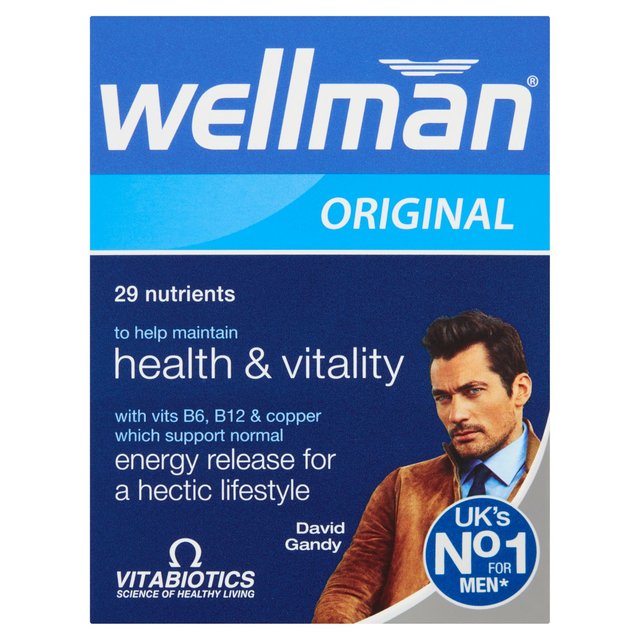 wellman®
ORIGINAL
29 nutrients
to help maintain
health & vitality
with vits B6, B12 & copper
which support normal
energy release for
a hectic lifestyle
David
Gandy
VITABIOTICS
SCIENCE OF HEALTHY LIVING
UK's
No1
FOR
MEN*